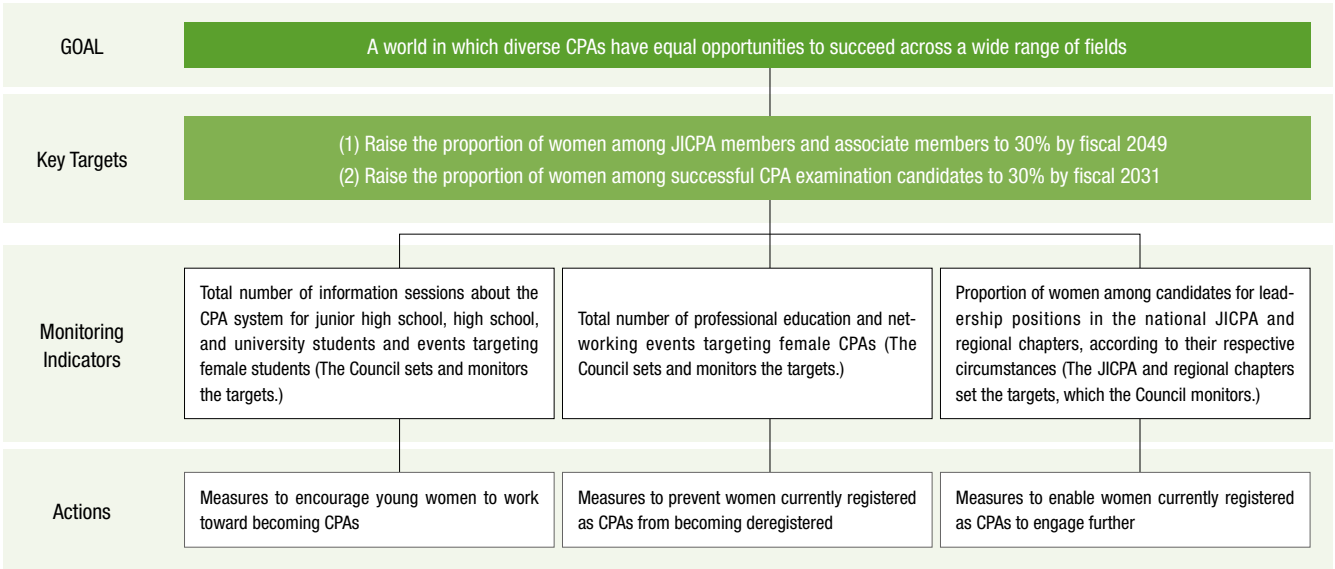 GOAL
A world in which diverse CPAs have equal opportunities to succeed across a wide range of fields
Key Targets
(1) Raise the proportion of women among JICPA members and associate members to 30% by fiscal 2049
(2) Raise the proportion of women among successful CPA examination candidates to 30% by fiscal 2031
Monitoring
Indicators
Total number of information sessions about the
CPA system for junior high school, high school,
and university students and events targeting
female students (The Council sets and monitors
the targets.)
Total number of professional education and net-
working events targeting female CPAs (The
Council sets and monitors the targets.)
Proportion of women among candidates for lead-
ership positions in the national JICPA and
regional chapters, according to their respective
circumstances (The JICPA and regional chapters
set the targets, which the Council monitors.)
Actions
Measures to encourage young women to work
toward becoming CPAs
Measures to prevent women currently registered
as CPAs from becoming deregistered
Measures to enable women currently registered
as CPAs to engage further